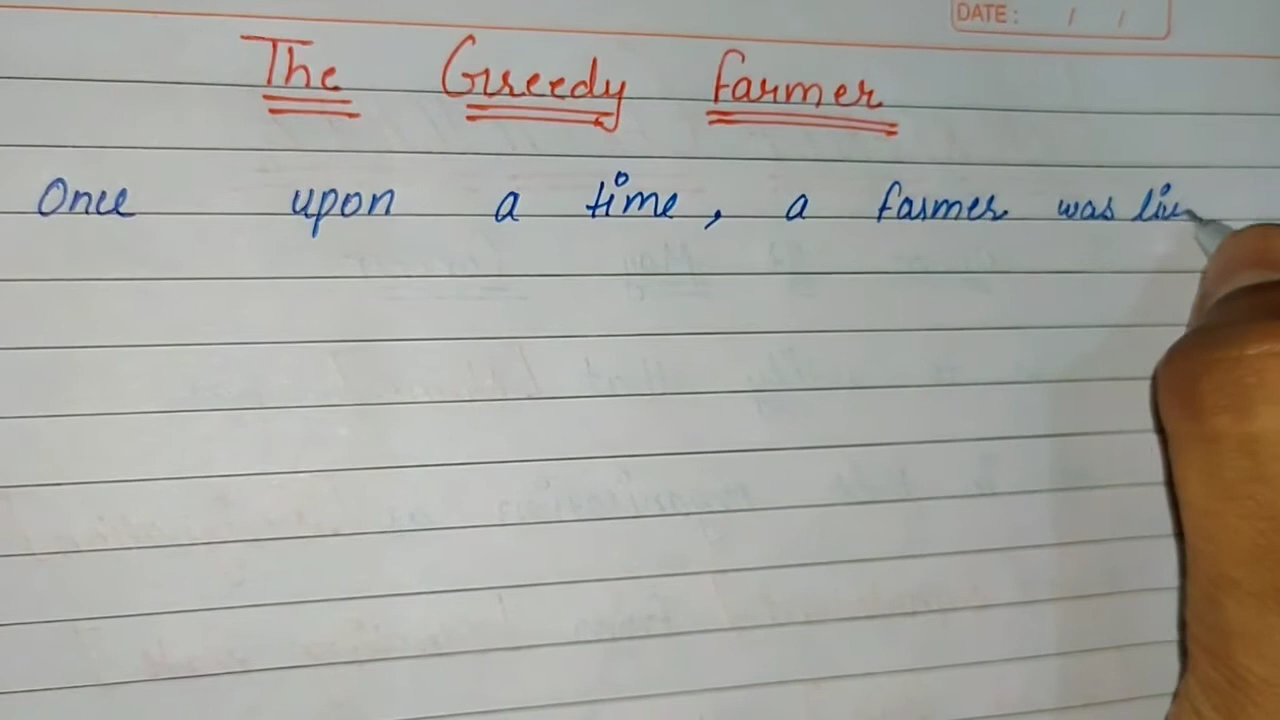 DATE: / /
The Greedy Farmer
Once upon a time, a farmer was